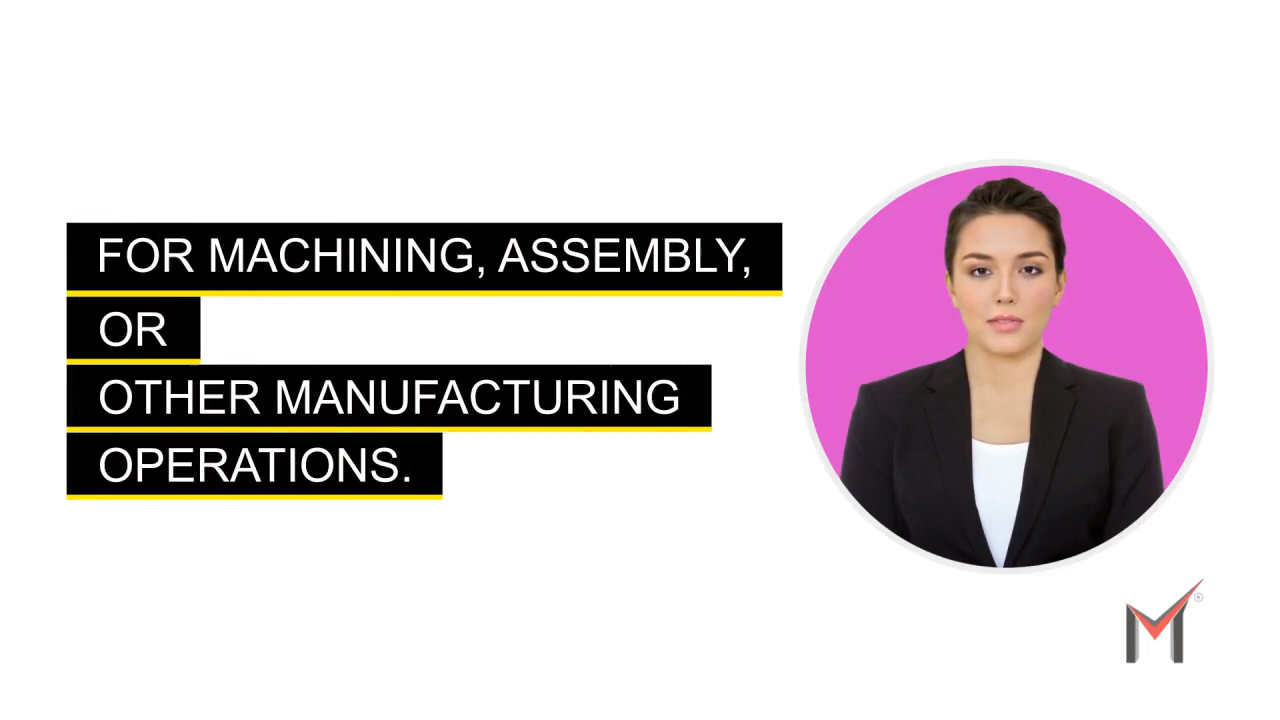 FOR MACHINING, ASSEMBLY,
OR
OTHER MANUFACTURING
OPERATIONS.
®